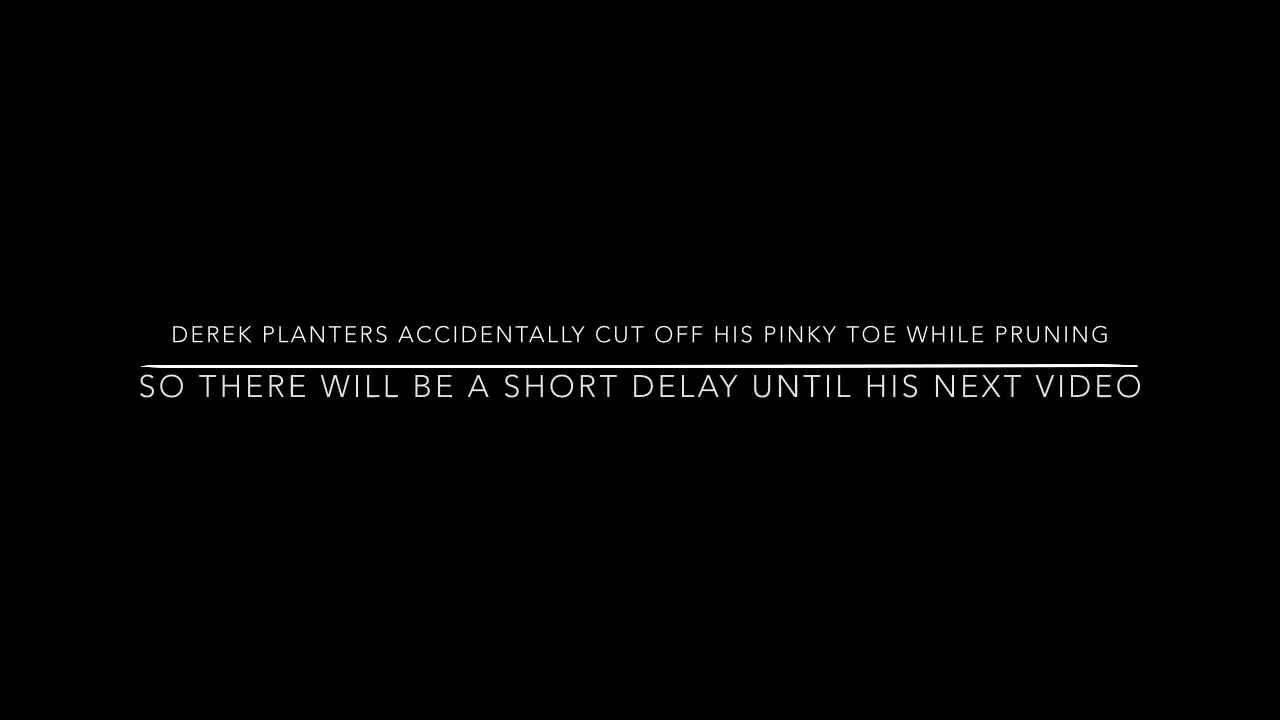 DEREK PLANTERS ACCIDENTALLY CUT OFF HIS PINKY TOE WHILE PRUNING
SO THERE WILL BE A SHORT DELAY UNTIL HIS NEXT VIDEO